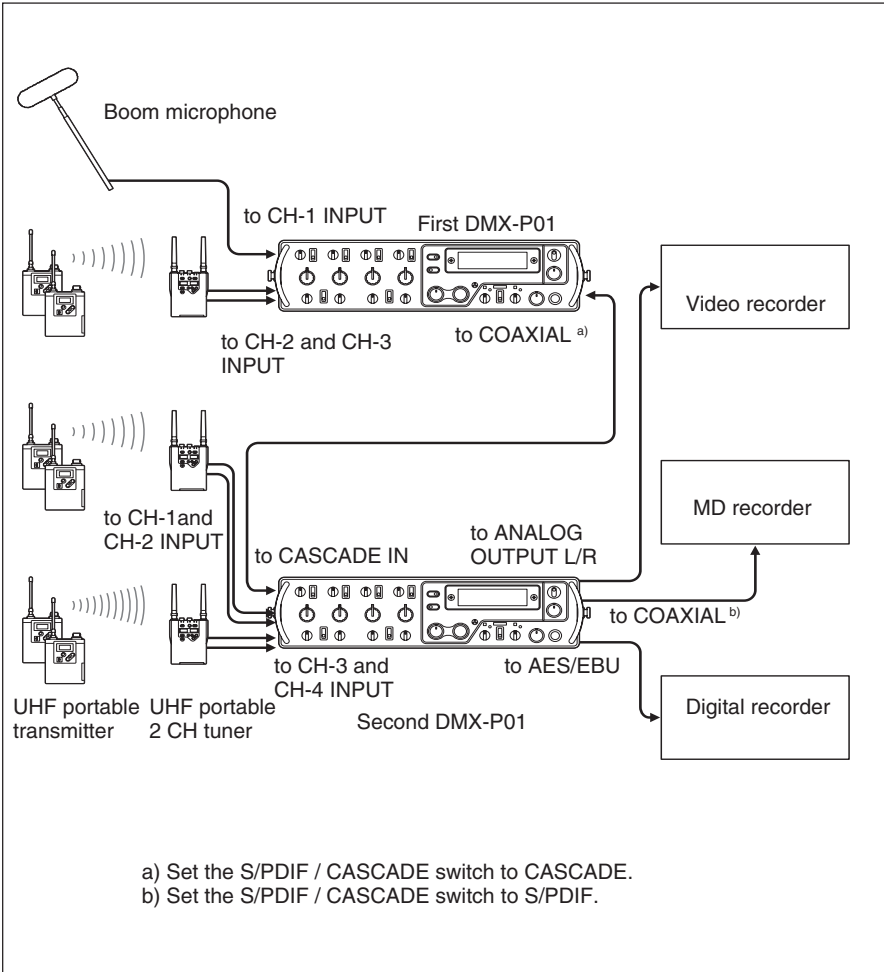 Boom microphone
to CH-1 INPUT
First DMX-P01
to CH-2 and CH-3
INPUT
to COAXIAL a)
Video recorder
to CH-1and
CH-2 INPUT
to CASCADE IN
to ANALOG
OUTPUT L/R
MD recorder
to COAXIAL b)
to CH-3 and
CH-4 INPUT
to AES/EBU
UHF portable
transmitter
UHF portable
2 CH tuner
Second DMX-P01
Digital recorder
a) Set the S/PDIF / CASCADE switch to CASCADE.
b) Set the S/PDIF / CASCADE switch to S/PDIF.